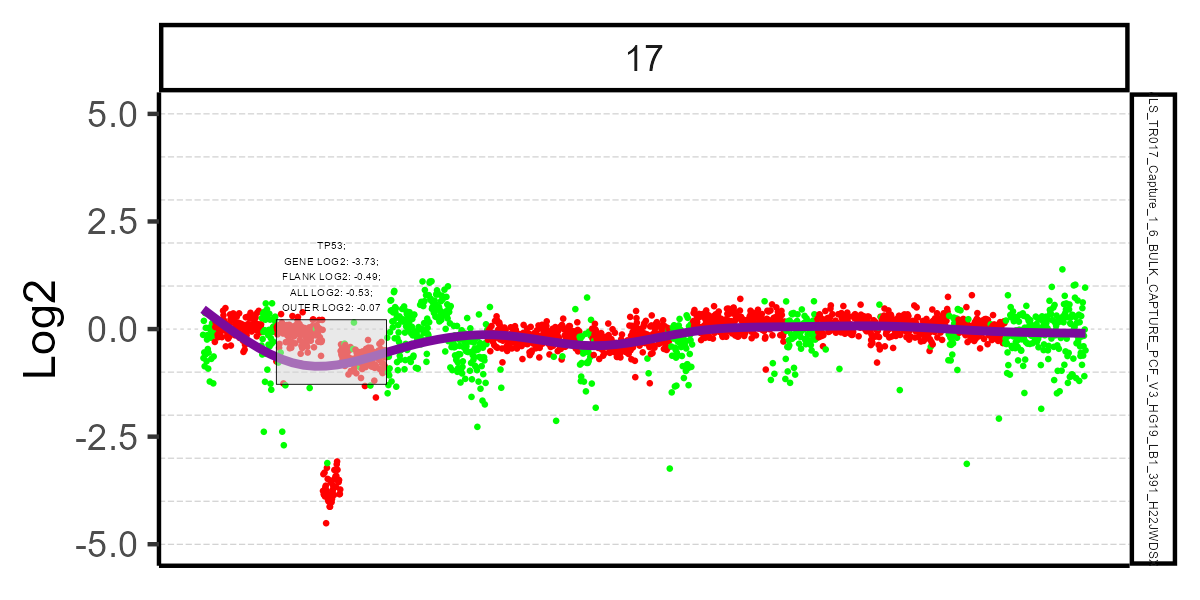 17
5.0
2.5
0.0
-2.5
-5.0
Log2
TP53;
GENE LOG2: -3.73;
FLANK LOG2: -0.49;
ALL LOG2: -0.53;
OUTER LOG2: -0.07
LS_TR017_Capture_1_6_BULK_CAPTURE_PCF_V3_HG19_LB1_391_H22JWDS